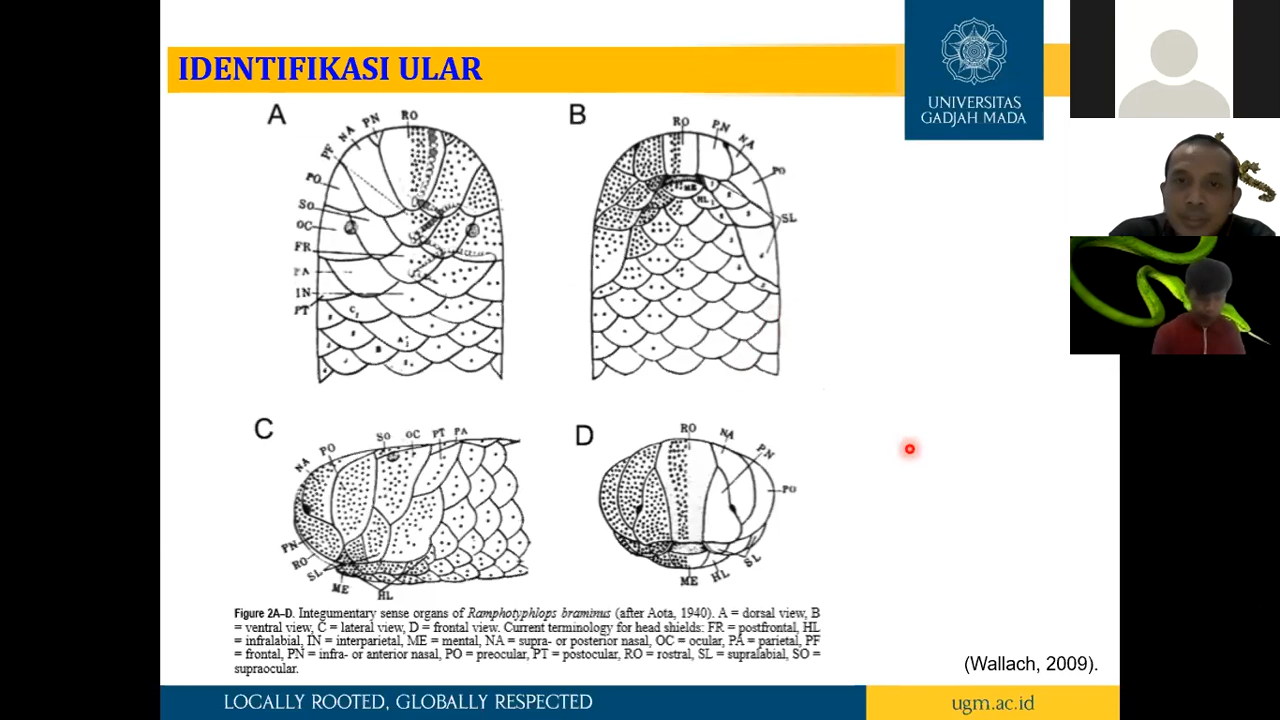 IDENTIFIKASI ULAR
UNIVERSITAS
GADJAH MADA
A
RO
PN
NA
PF
PO
SO
OC
FR
PA
IN
PT
B
RO
PN
NA
PO
SL
ME
HL
C
NA
PO
SO
OC
PT
PA
PN
RO
SL
ME
HL
D
RO
NA
PN
PO
SL
HL
ME
Figure 2A–D. Integumentary sense organs of Ramphotyphlops braminus (after Aota, 1940). A = dorsal view, B
= ventral view, C = lateral view, D = frontal view. Current terminology for head shields: FR = postfrontal, HL
= infralabial, IN = interparietal, ME = mental, NA = supra- or posterior nasal, OC = ocular, PA = parietal, PF
= frontal, PN = infra- or anterior nasal, PO = preocular, PT = postocular, RO = rostral, SL = supralabial, SO =
supraocular.
(Wallach, 2009).
LOCALLY ROOTED, GLOBALLY RESPECTED
ugm.ac.id